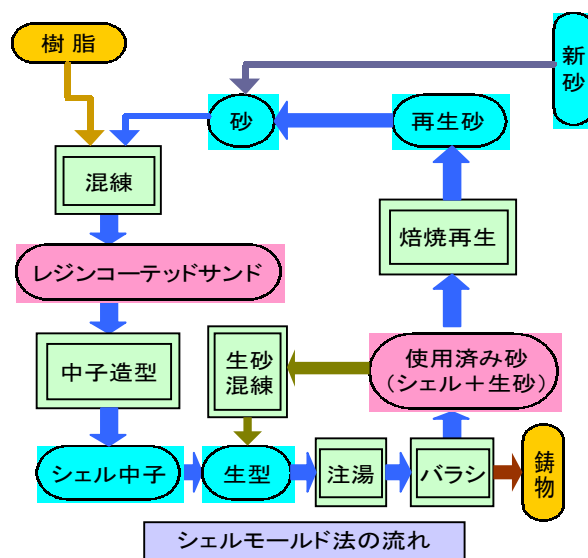 樹脂
新砂
砂
再生砂
混練
焙焼再生
レジンコーテッドサンド
中子造型
生砂
混練
使用済み砂
(シェル＋生砂)
シェル中子
生型
注湯
バラシ
鋳物
シェルモールド法の流れ